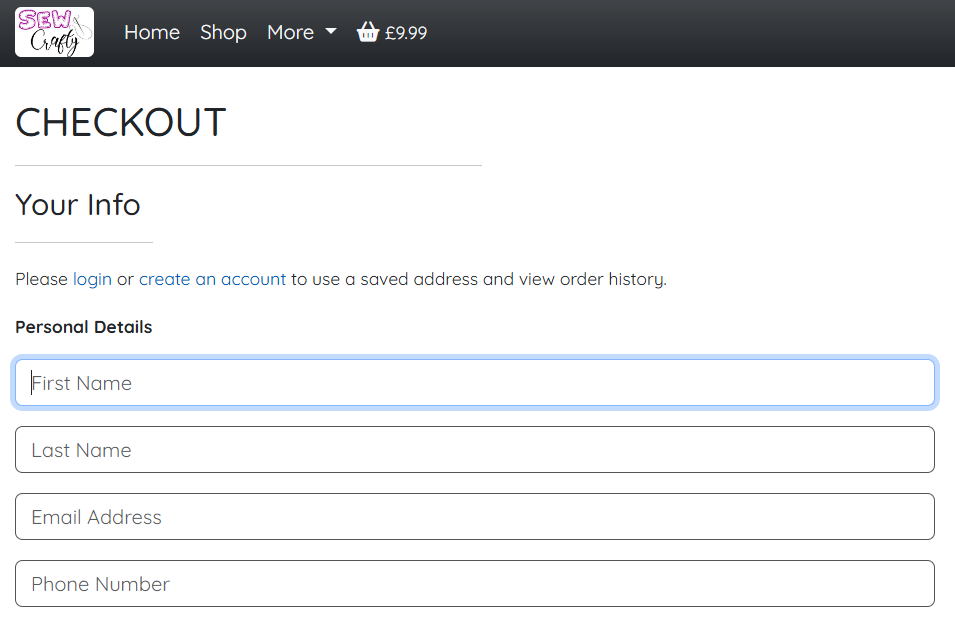 SEW
Crafty
Home Shop More £9.99
CHECKOUT
Your Info
Please login or create an account to use a saved address and view order history.
Personal Details
First Name
Last Name
Email Address
Phone Number